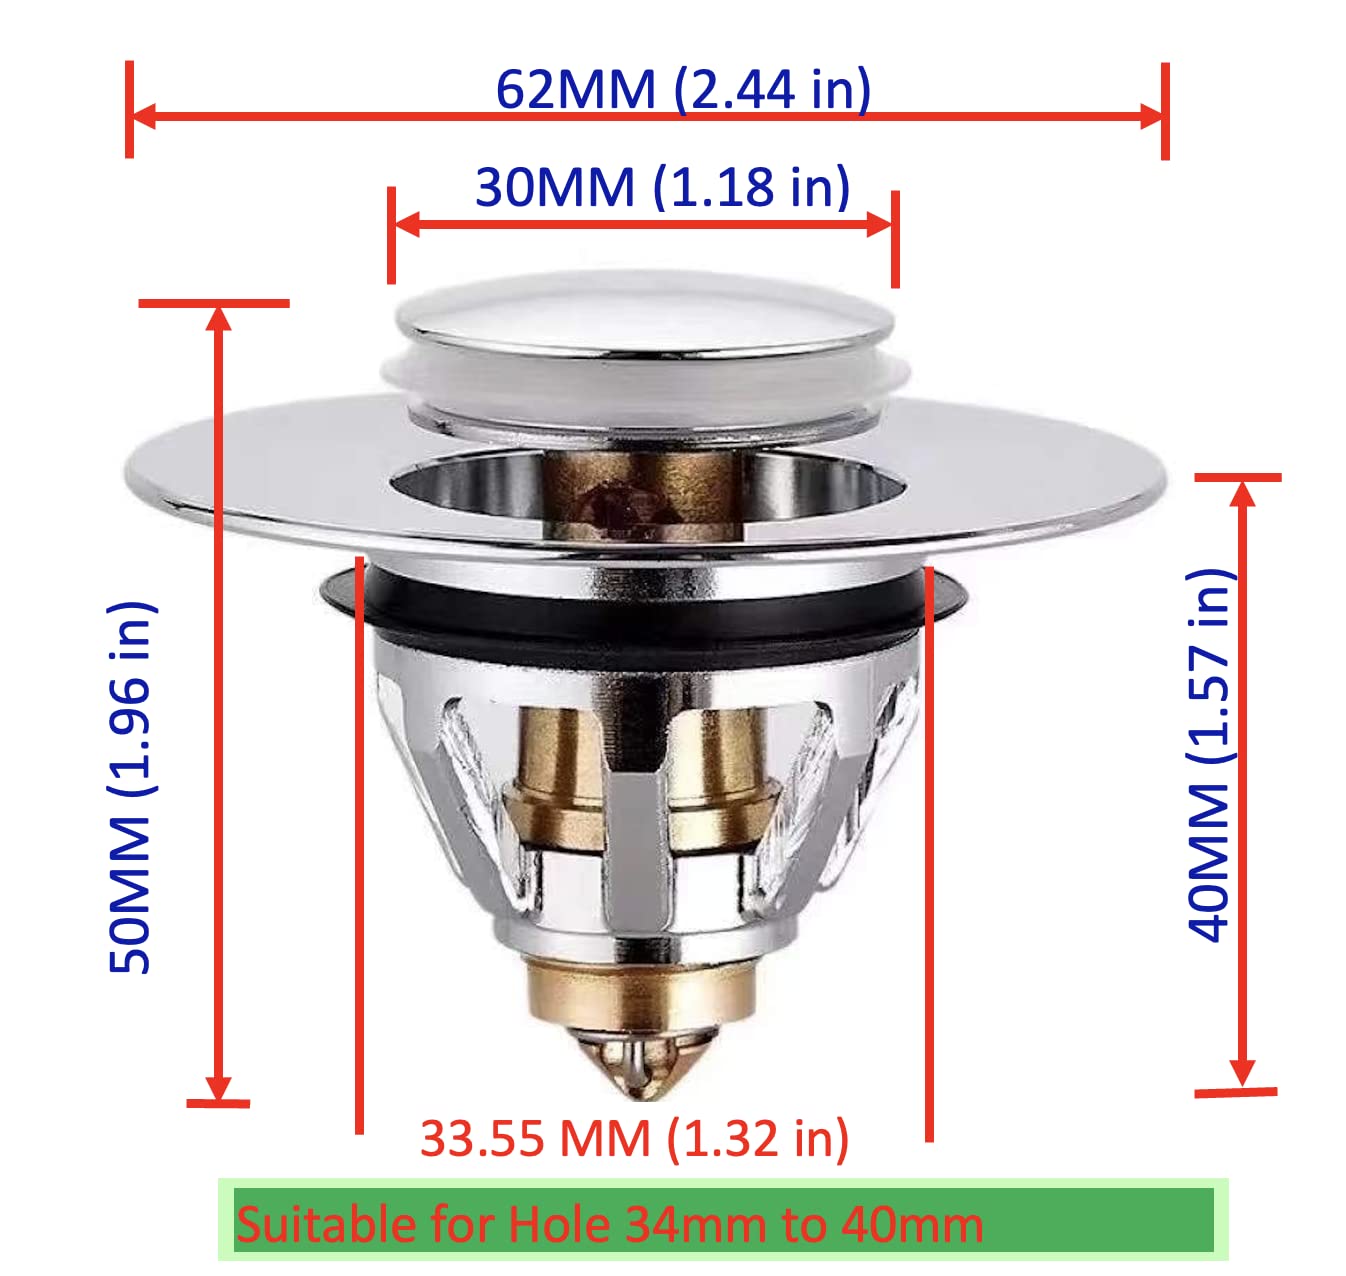 62MM (2.44 in)
30MM (1.18 in)
50MM (1.96 in)
40MM (1.57 in)
33.55 MM (1.32 in)
Suitable for Hole 34mm to 40mm